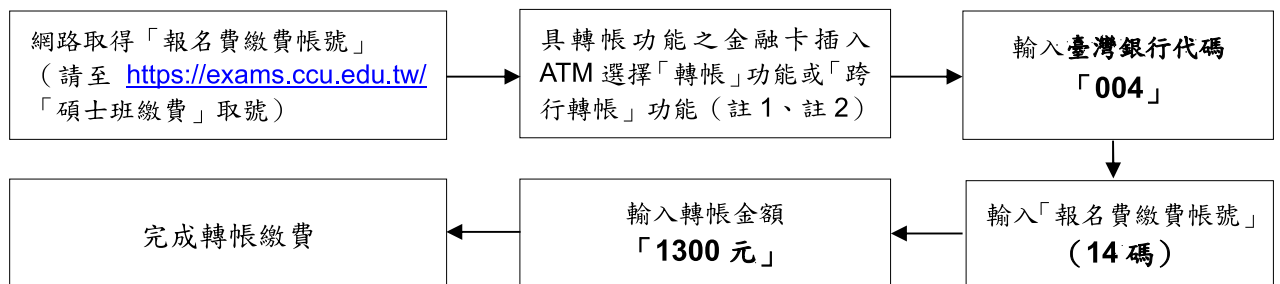 網路取得「報名費繳費帳號」
（請至 https://exams.ccu.edu.tw/
「碩士班繳費」取號）
具轉帳功能之金融卡插入
ATM 選擇「轉帳」功能或「跨
行轉帳」功能（註 1、註 2）
輸入臺灣銀行代碼
「004」
輸入「報名費繳費帳號」
（14 碼）
輸入轉帳金額
「1300 元」
完成轉帳繳費